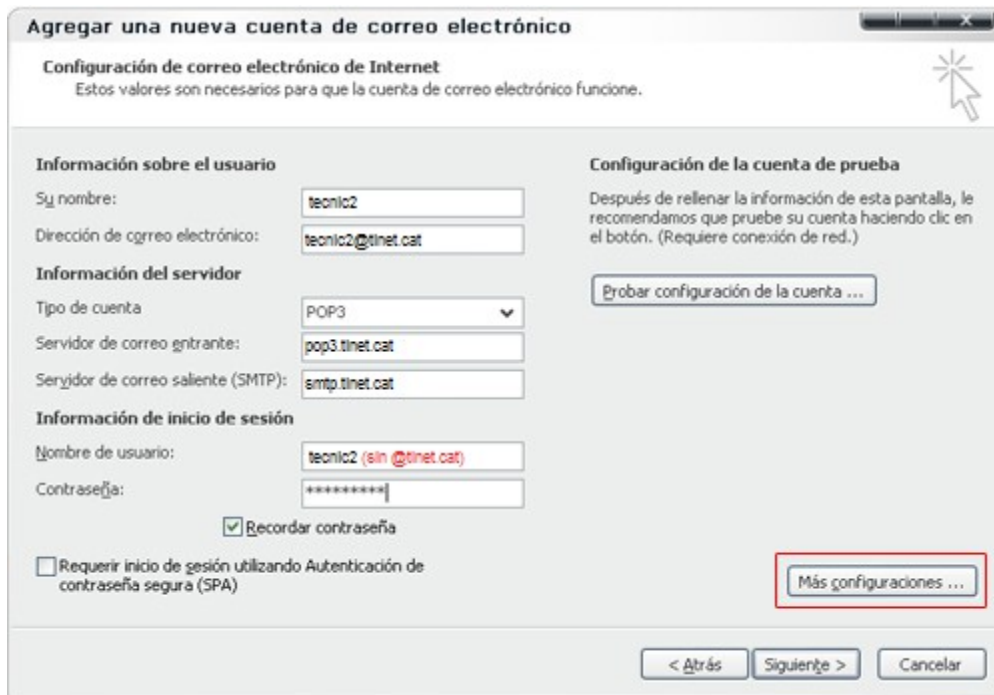 Agregar una nueva cuenta de correo electrónico
Configuración de correo electrónico de Internet
Estos valores son necesarios para que la cuenta de correo electrónico funcione.
Información sobre el usuario
Su nombre: tecnic2
Dirección de correo electrónico: tecnic2@tinet.cat
Información del servidor
Tipo de cuenta POP3
Servidor de correo entrante: pop3.tinet.cat
Servidor de correo saliente (SMTP): smtp.tinet.cat
Información de inicio de sesión
Nombre de usuario: tecnic2 (sin @tinet.cat)
Contraseña: *********
Recordar contraseña
Requerir inicio de sesión utilizando Autenticación de
contraseña segura (SPA)
Configuración de la cuenta de prueba
Después de rellenar la información de esta pantalla, le
recomendamos que pruebe su cuenta haciendo clic en
el botón. (Requiere conexión de red.)
Probar configuración de la cuenta ...
Más configuraciones ...
< Atrás Siguiente > Cancelar